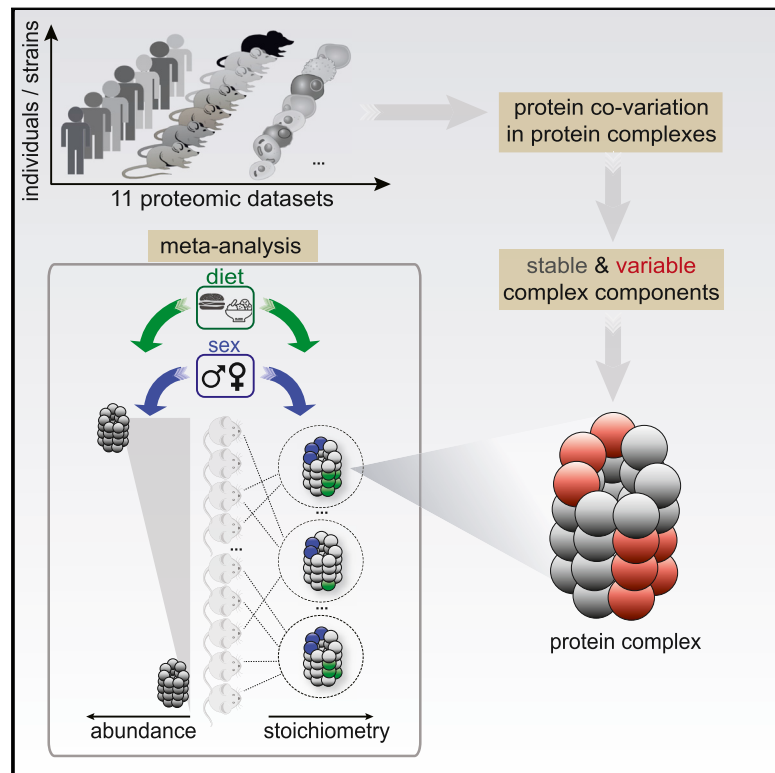 individuals / strains
...
11 proteomic datasets
protein co-variation
in protein complexes
stable & variable
complex components
protein complex
meta-analysis
diet
sex
♂♀
...
...
...
abundance
stoichiometry